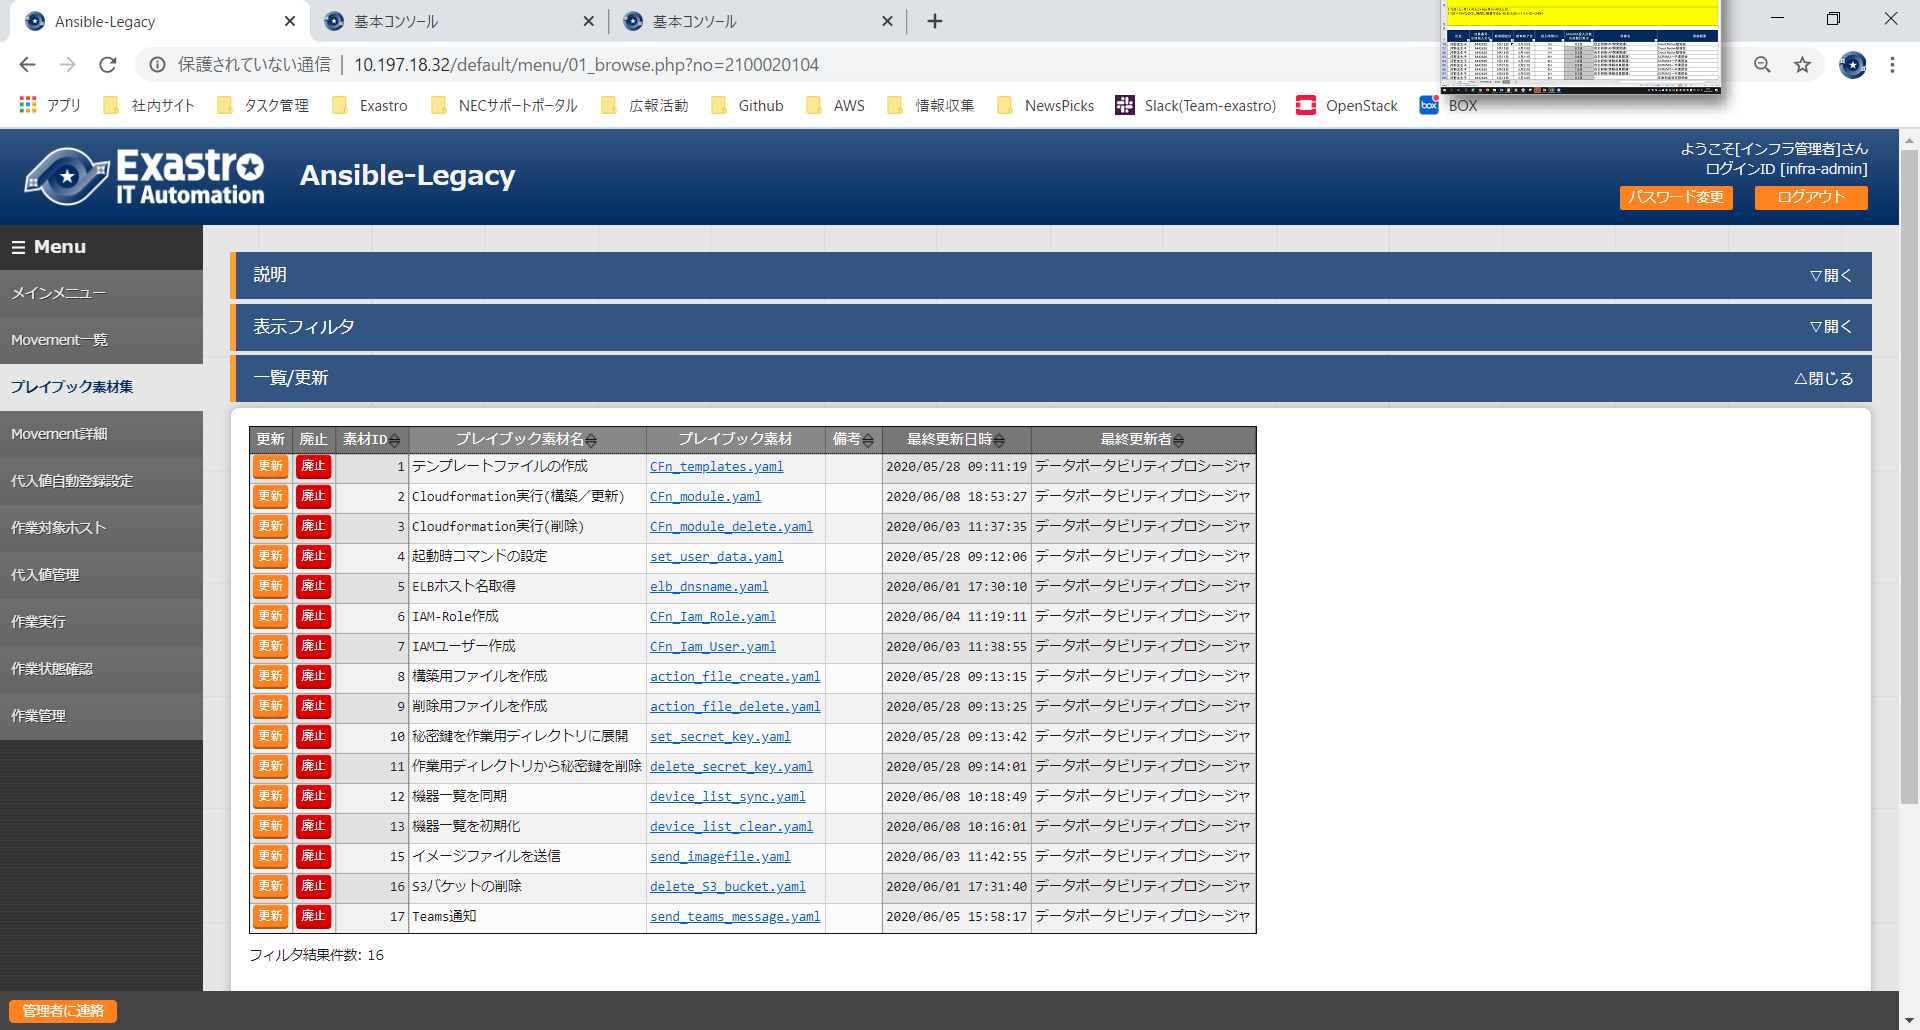 Ansible-Legacy
基本コンソール
基本コンソール
保護されていない通信 | 10.197.18.32/default/menu/01_browse.php?no=2100020104
アプリ 社内サイト タスク管理 Exastro NECサポートポータル 広報活動 Github AWS 情報収集 NewsPicks Slack(Team-exastro) OpenStack BOX
Exastro
IT Automation
Ansible-Legacy
ようこそ[インフラ管理者]さん
ログインID [infra-admin]
パスワード変更 ログアウト
Menu
メインメニュー
Movement一覧
プレイブック素材集
Movement詳細
代入値自動登録設定
作業対象ホスト
代入値管理
作業実行
作業状態確認
作業管理
説明 ▽開く
表示フィルタ ▽開く
一覧/更新 △閉じる
更新 廃止 素材ID プレイブック素材名 プレイブック素材 備考 最終更新日時 最終更新者
更新 廃止 1 テンプレートファイルの作成 CFn_templates.yaml 2020/05/28 09:11:19 データポータビリティプロシージャ
更新 廃止 2 Cloudformation実行(構築／更新) CFn_module.yaml 2020/06/08 18:53:27 データポータビリティプロシージャ
更新 廃止 3 Cloudformation実行(削除) CFn_module_delete.yaml 2020/06/03 11:37:35 データポータビリティプロシージャ
更新 廃止 4 起動時コマンドの設定 set_user_data.yaml 2020/05/28 09:12:06 データポータビリティプロシージャ
更新 廃止 5 ELBホスト名取得 elb_dnsname.yaml 2020/06/01 17:30:10 データポータビリティプロシージャ
更新 廃止 6 IAM-Role作成 CFn_Iam_Role.yaml 2020/06/04 11:19:11 データポータビリティプロシージャ
更新 廃止 7 IAMユーザー作成 CFn_Iam_User.yaml 2020/06/03 11:38:55 データポータビリティプロシージャ
更新 廃止 8 構築用ファイルを作成 action_file_create.yaml 2020/05/28 09:13:15 データポータビリティプロシージャ
更新 廃止 9 削除用ファイルを作成 action_file_delete.yaml 2020/05/28 09:13:25 データポータビリティプロシージャ
更新 廃止 10 秘密鍵を作業用ディレクトリに展開 set_secret_key.yaml 2020/05/28 09:13:42 データポータビリティプロシージャ
更新 廃止 11 作業用ディレクトリから秘密鍵を削除 delete_secret_key.yaml 2020/05/28 09:14:01 データポータビリティプロシージャ
更新 廃止 12 機器一覧を同期 device_list_sync.yaml 2020/06/08 10:18:49 データポータビリティプロシージャ
更新 廃止 13 機器一覧を初期化 device_list_clear.yaml 2020/06/08 10:16:01 データポータビリティプロシージャ
更新 廃止 15 イメージファイルを送信 send_imagefile.yaml 2020/06/03 11:42:55 データポータビリティプロシージャ
更新 廃止 16 S3バケットの削除 delete_S3_bucket.yaml 2020/06/01 17:31:40 データポータビリティプロシージャ
更新 廃止 17 Teams通知 send_teams_message.yaml 2020/06/05 15:58:17 データポータビリティプロシージャ
フィルタ結果件数: 16
管理者に連絡